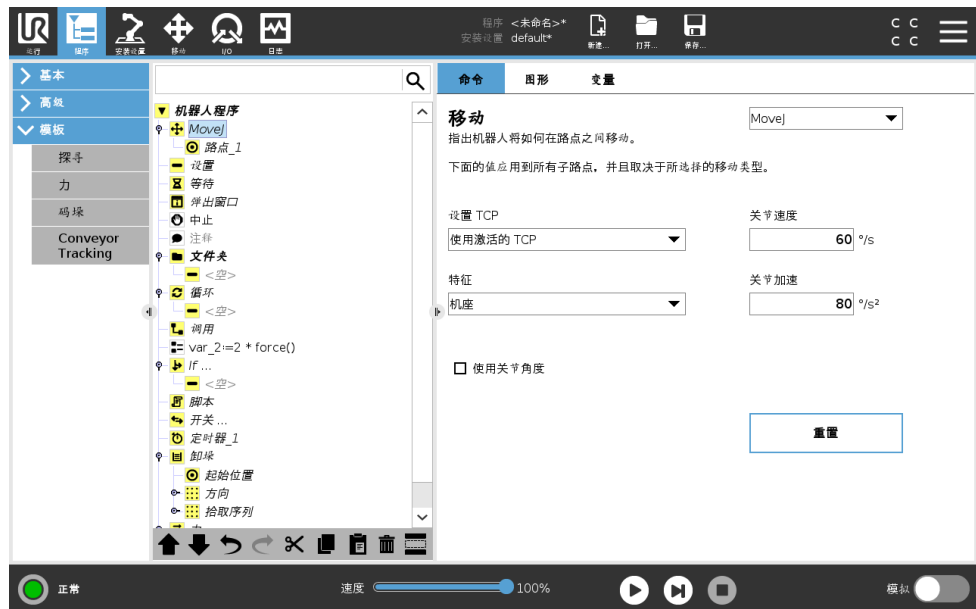 程序 <未命名>*
安装设置 default*
运行
程序
安装设置
移动
I/O
日志
新建...
打开...
保存...
C C
C C
基本
高级
模板
探寻
力
码垛
Conveyor
Tracking
机器人程序
MoveJ
路点_1
设置
等待
弹出窗口
中止
注释
文件夹
<空>
循环
<空>
调用
var_2:=2 * force()
If ...
<空>
脚本
开关 ...
定时器_1
卸垛
起始位置
方向
拾取序列
命令
图形
变量
移动
MoveJ
指出机器人将如何在路点之间移动。
下面的值应用到所有子路点，并且取决于所选择的移动类型。
设置 TCP
关节速度
使用激活的 TCP
60 °/s
特征
关节加速
机座
80 °/s²
使用关节角度
重置
正常
速度
100%
模拟